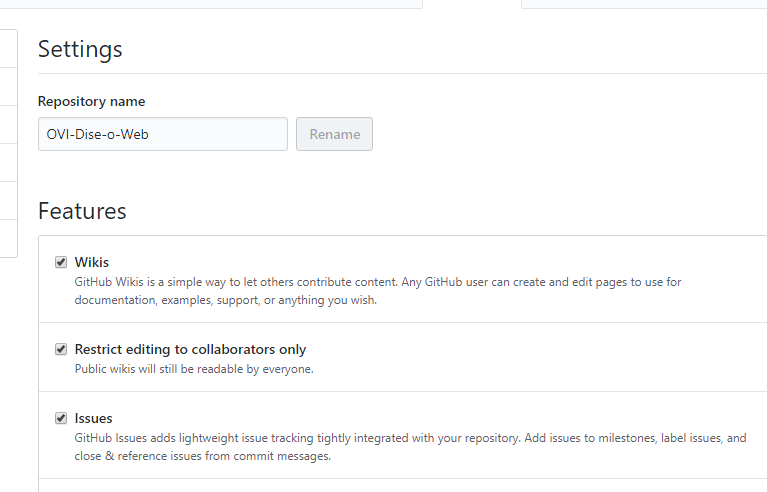 Settings
Repository name
OVI-Dise-o-Web
Rename
Features
Wikis
GitHub Wikis is a simple way to let others contribute content. Any GitHub user can create and edit pages to use for
documentation, examples, support, or anything you wish.
Restrict editing to collaborators only
Public wikis will still be readable by everyone.
Issues
GitHub Issues adds lightweight issue tracking tightly integrated with your repository. Add issues to milestones, label issues, and
close & reference issues from commit messages.